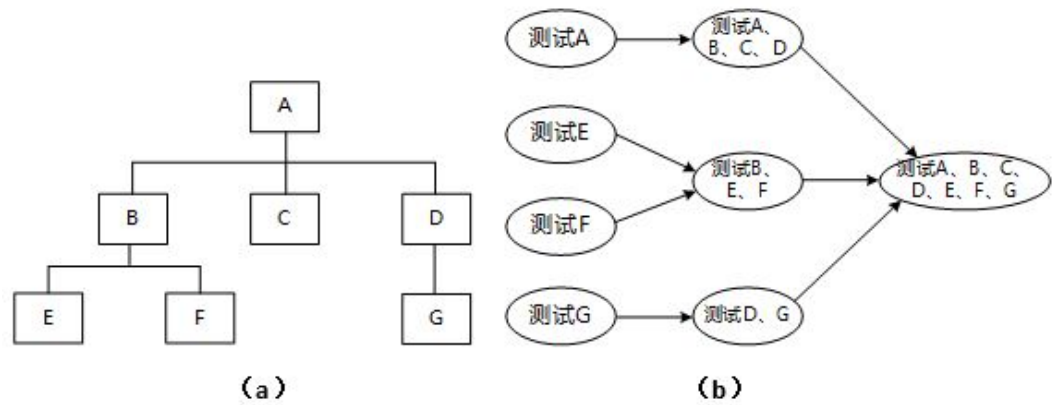 A
B
C
D
E
F
G
(a)
测试A
测试A、
B、C、D
测试E
测试B、
E、F
测试A、B、C、
D、E、F、G
测试F
测试G
测试D、G
(b)